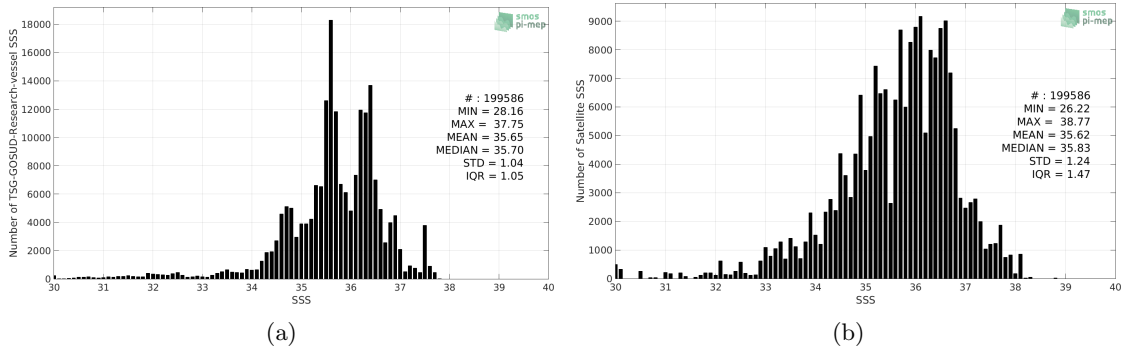 Number of TSG-GOSUD-Research-vessel SSS
18000
16000
14000
12000
10000
8000
6000
4000
2000
0
30 31 32 33 34 35 36 37 38 39 40
SSS
smos
pi-mep
# : 199586
MIN = 28.16
MAX = 37.75
MEAN = 35.65
MEDIAN = 35.70
STD = 1.04
IQR = 1.05
(a)
Number of Satellite SSS
9000
8000
7000
6000
5000
4000
3000
2000
1000
0
30 31 32 33 34 35 36 37 38 39 40
SSS
smos
pi-mep
# : 199586
MIN = 26.22
MAX = 38.77
MEAN = 35.62
MEDIAN = 35.83
STD = 1.24
IQR = 1.47
(b)